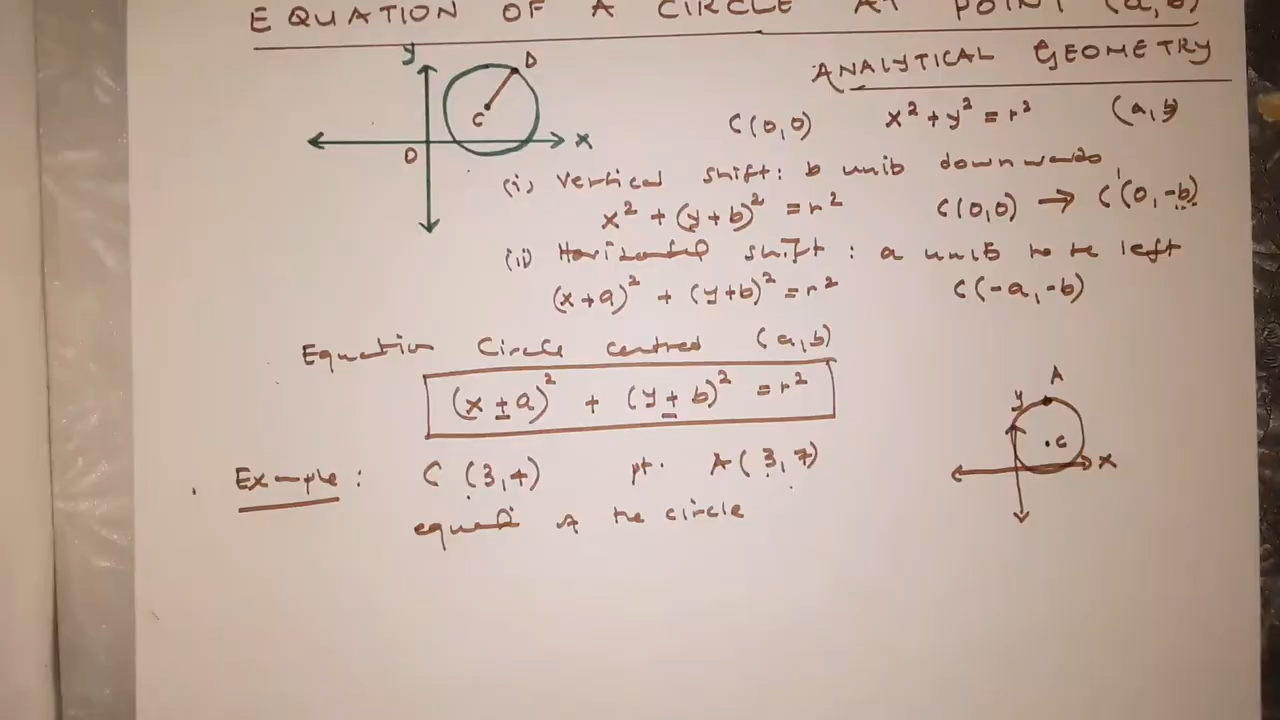 EQUATION OF A CIRCLE AT POINT (a,b)
ANALYTICAL GEOMETRY
y
D
C
O
x
C(0,0) x² + y² = r² (a,b)
(i) Vertical shift: b units downwards
x² + (y+b)² = r² C(0,0) → C'(0,-b)
(ii) Horizontal shift: a units to the left
(x+a)² + (y+b)² = r² C(-a,-b)
Equation Circle centred (a,b)
(x ± a)² + (y ± b)² = r²
Example: C (3,4) pt. A(3,7)
equati of the circle
A
y
C
x